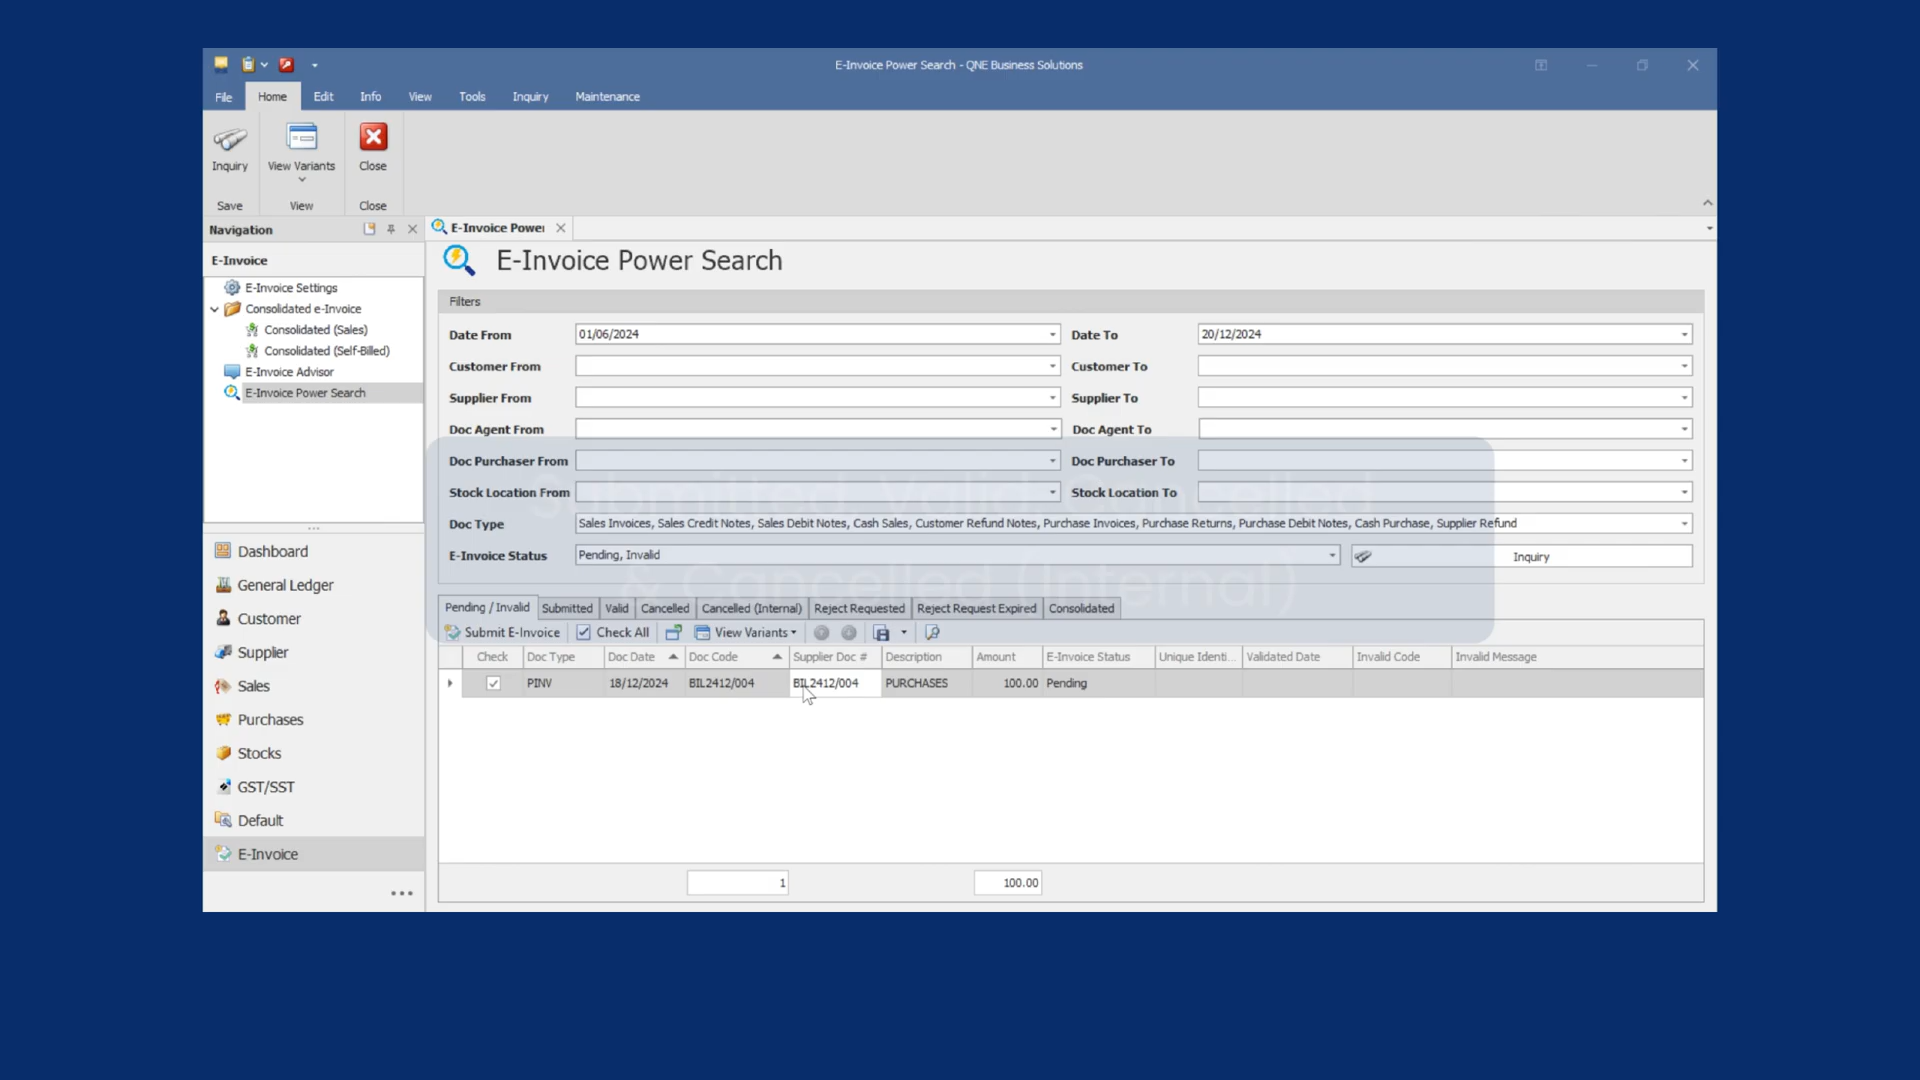 E-Invoice Power Search - QNE Business Solutions
File Home Edit Info View Tools Inquiry Maintenance
Inquiry View Variants Close
Save View Close
Navigation
E-Invoice
E-Invoice Settings
Consolidated e-Invoice
Consolidated (Sales)
Consolidated (Self-Billed)
E-Invoice Advisor
E-Invoice Power Search
Dashboard
General Ledger
Customer
Supplier
Sales
Purchases
Stocks
GST/SST
Default
E-Invoice
E-Invoice Power
E-Invoice Power Search
Filters
Date From 01/06/2024 Date To 20/12/2024
Customer From Customer To
Supplier From Supplier To
Doc Agent From Doc Agent To
Doc Purchaser From Doc Purchaser To
Submitted, Valid, Cancelled
Stock Location From Stock Location To
Doc Type Sales Invoices, Sales Credit Notes, Sales Debit Notes, Cash Sales, Customer Refund Notes, Purchase Invoices, Purchase Returns, Purchase Debit Notes, Cash Purchase, Supplier Refund
E-Invoice Status Pending, Invalid Inquiry
& Cancelled (Internal)
Pending / Invalid Submitted Valid Cancelled Cancelled (Internal) Reject Requested Reject Request Expired Consolidated
Submit E-Invoice Check All View Variants
Check Doc Type Doc Date Doc Code Supplier Doc # Description Amount E-Invoice Status Unique Identi... Validated Date Invalid Code Invalid Message
PINV 18/12/2024 BIL2412/004 BIL2412/004 PURCHASES 100.00 Pending
1 100.00